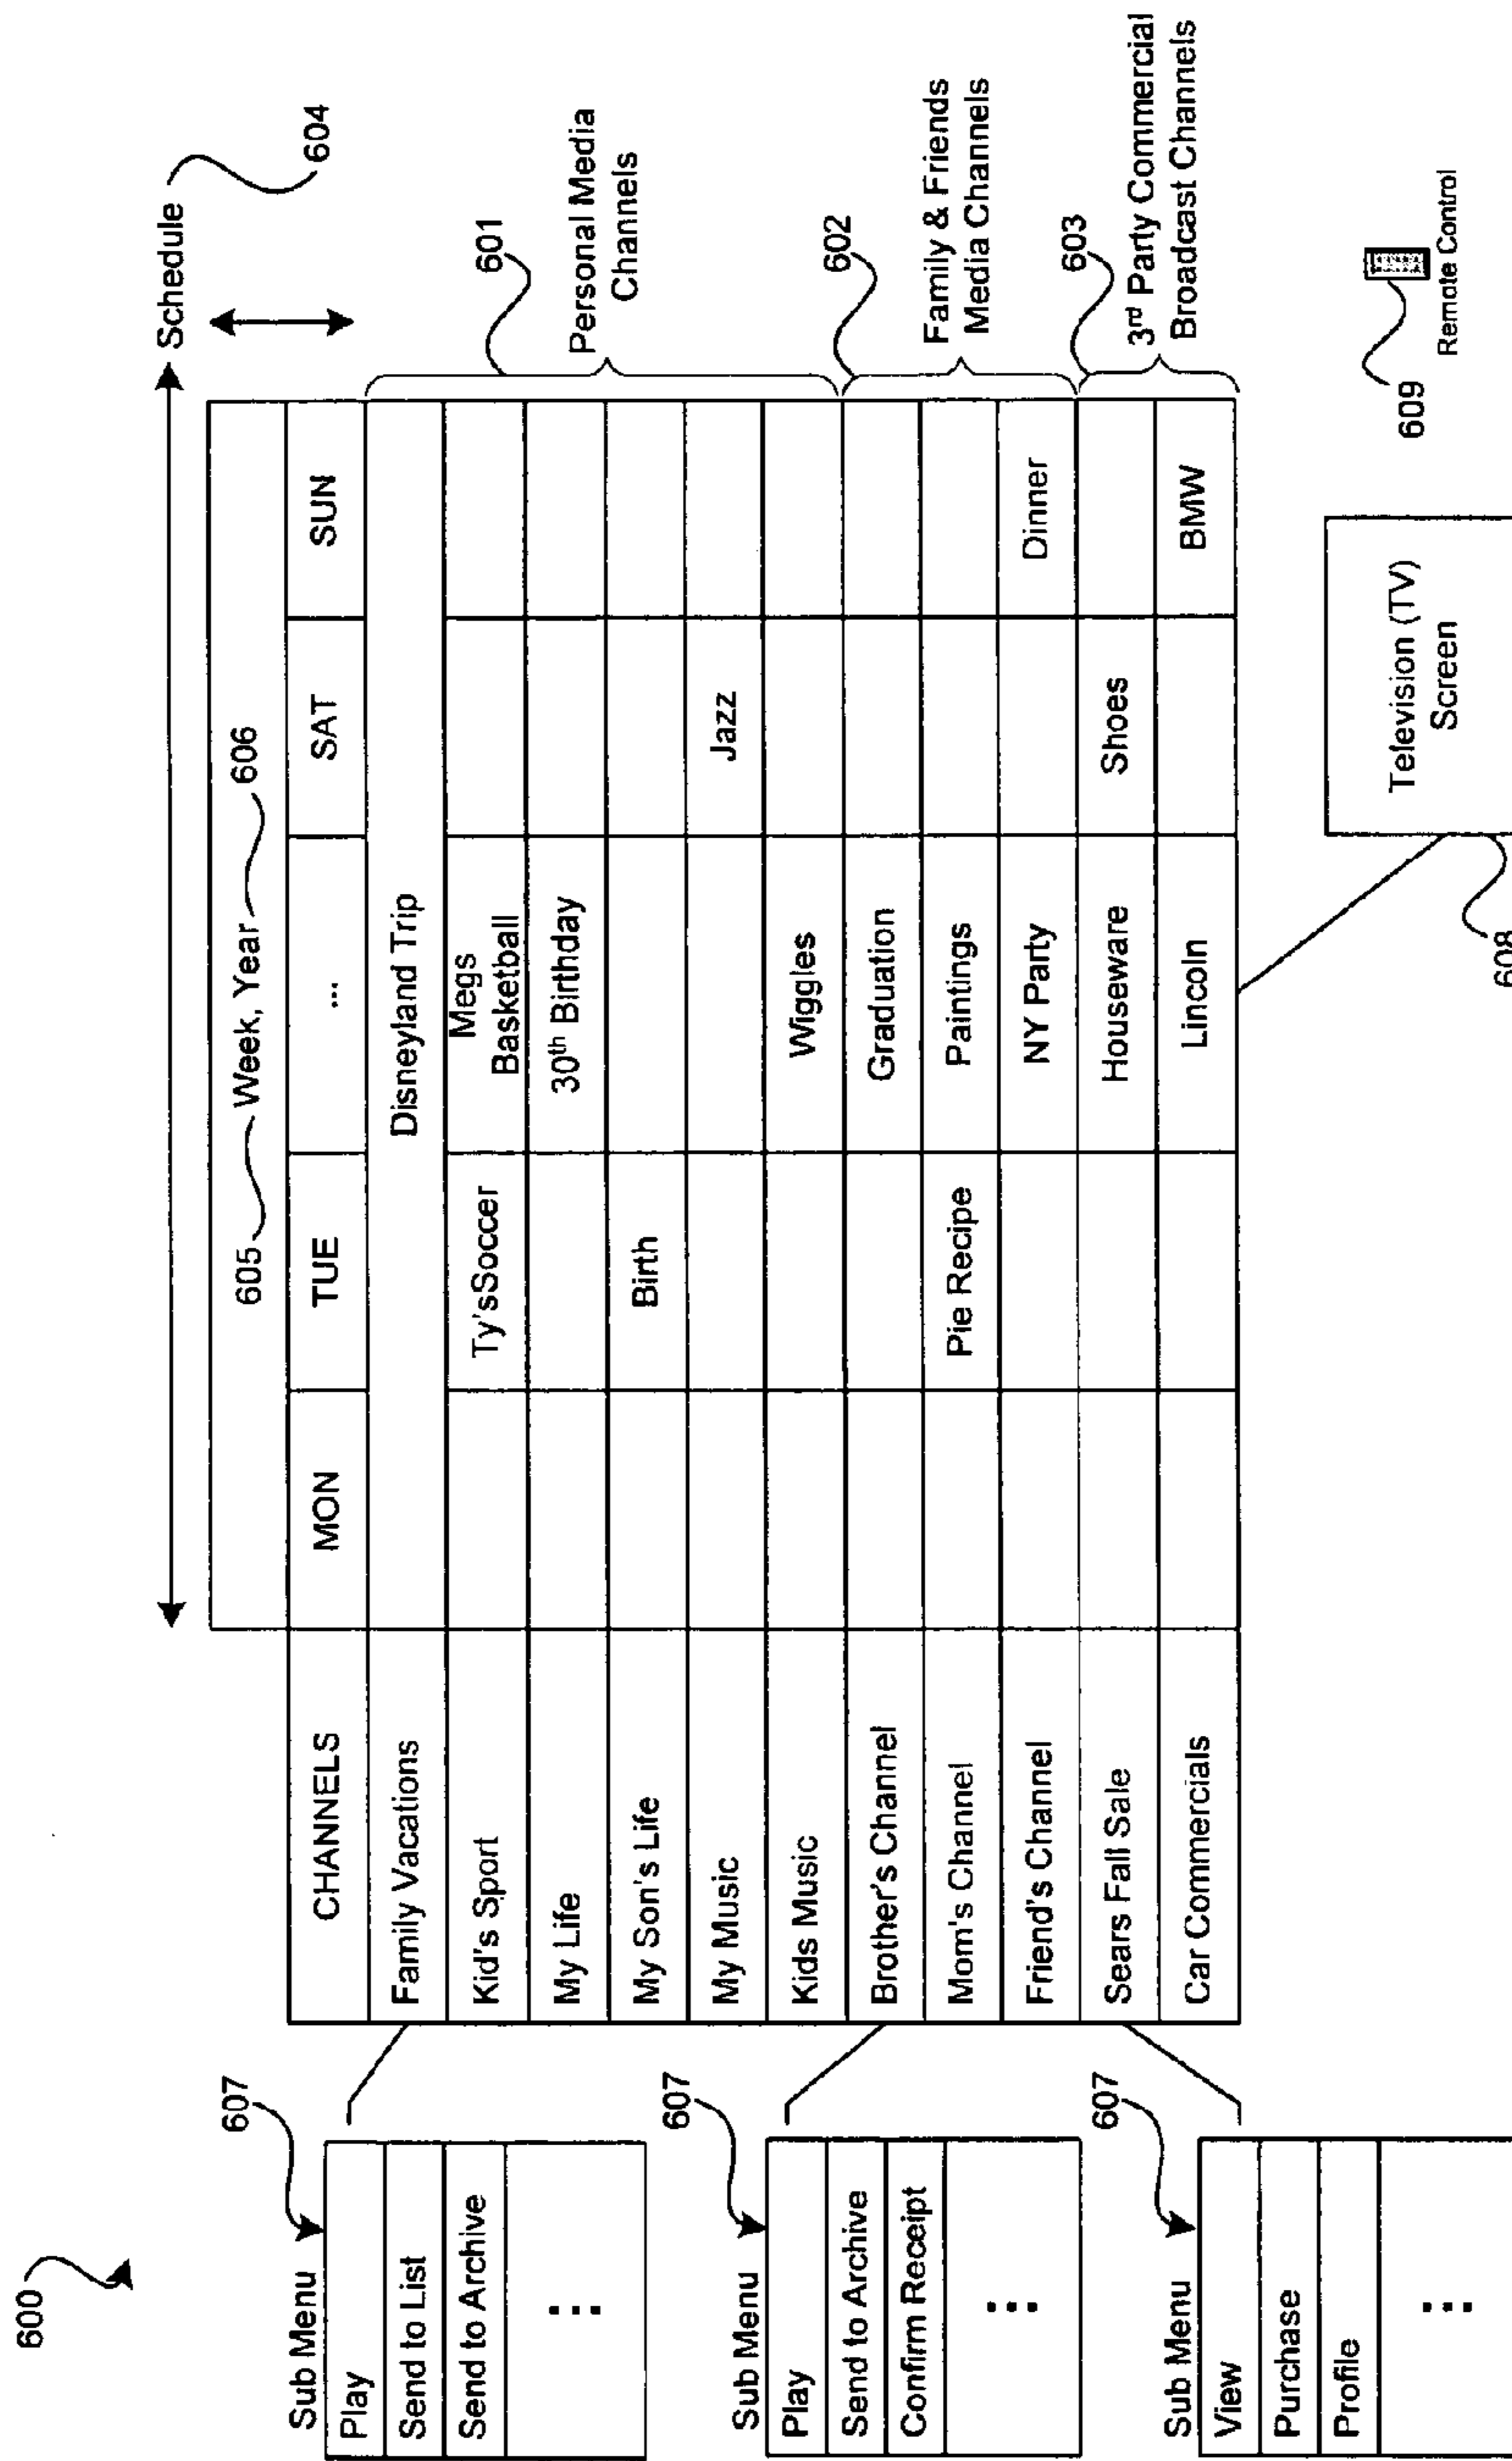 600
Schedule
604
605 Week, Year 606
CHANNELS MON TUE ... SAT SUN
Family Vacations Disneyland Trip
Kid's Sport Ty'sSoccer Megs
Basketball
My Life 30th Birthday
My Son's Life Birth
My Music Jazz
Kids Music Wiggles
Brother's Channel Graduation
Mom's Channel Pie Recipe Paintings
Friend's Channel NY Party Dinner
Sears Fall Sale Houseware Shoes
Car Commercials Lincoln BMW
601
Personal Media
Channels
602
Family & Friends
Media Channels
603
3rd Party Commercial
Broadcast Channels
607
Sub Menu
Play
Send to List
Send to Archive
⋮
607
Sub Menu
Play
Send to Archive
Confirm Receipt
⋮
607
Sub Menu
View
Purchase
Profile
⋮
Television (TV)
Screen
608
609
Remote Control